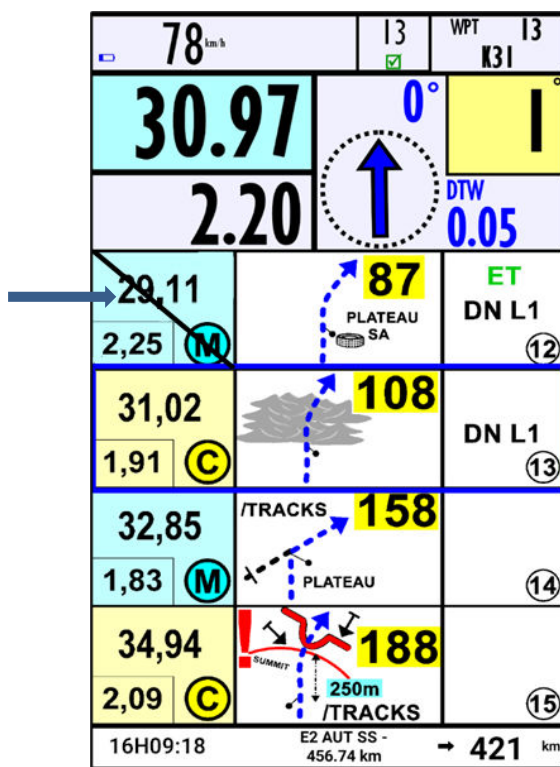 78 km/h
13
WPT 13
K31
30.97
0°
1°
2.20
DTW
0.05
29,11
2,25 M
87
PLATEAU
SA
ET
DN L1
12
31,02
1,91 C
108
DN L1
13
32,85
1,83 M
/TRACKS
158
PLATEAU
14
34,94
2,09 C
!
SUMMIT
188
250m
/TRACKS
15
16H09:18
E2 AUT SS -
456.74 km
→ 421 km